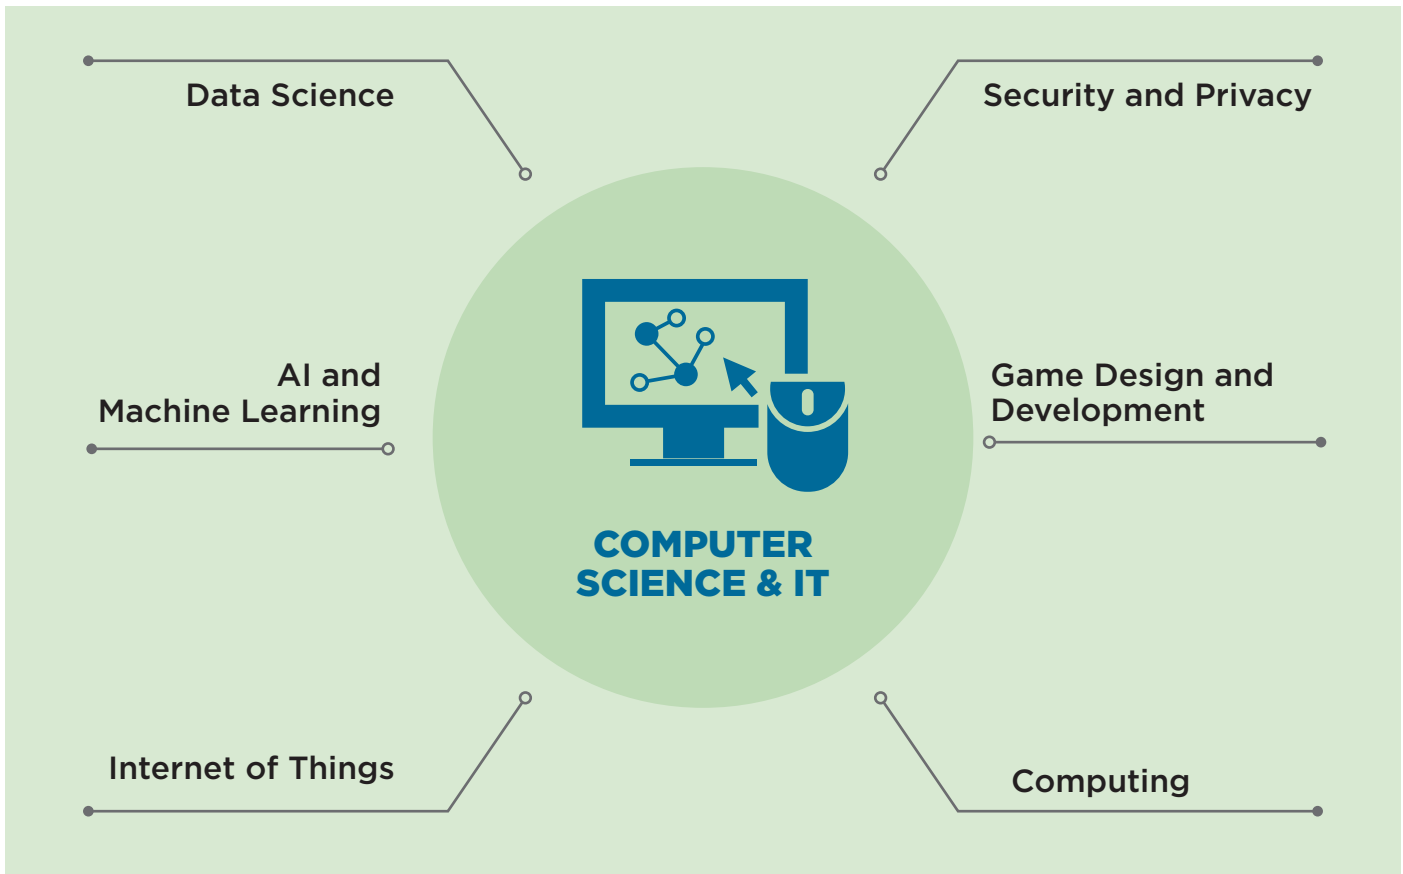 Data Science
Security and Privacy
AI and
Machine Learning
Game Design and
Development
COMPUTER
SCIENCE & IT
Internet of Things
Computing